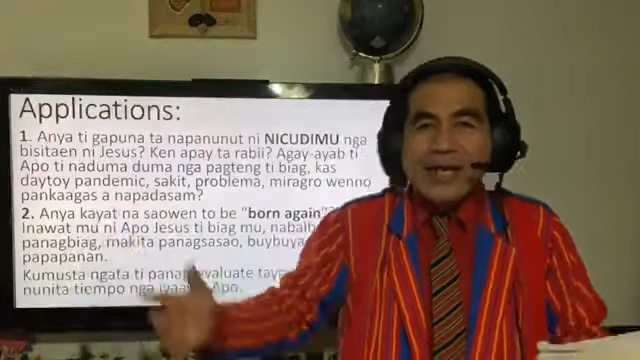 Applications:
1. Anya ti gapuna ta napanunut ni NICUDIMU nga
bisitaen ni Jesus? Ken apay ta rabii? Agay-ayab ti
Apo ti naduma duma nga pagteng ti biag, kas
daytoy pandemic, sakit, problema, miragro wenno
pankaagas a napadasam?
2. Anya kayat na saowen to be "born again"?
Inawat mu ni Apo Jesus ti biag mu,
panagbiag, makita panagsasao,
papapanan.
Kumusta ngata ti
nunita tiempo nga Apo.